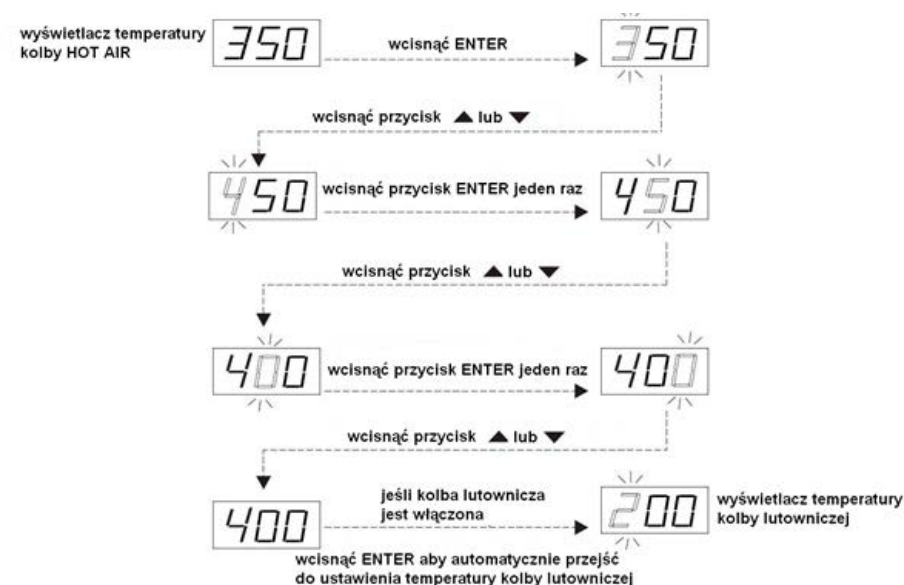 wyświetlacz temperatury
kolby HOT AIR
350
wcisnąć ENTER
350
wcisnąć przycisk ▲ lub ▼
450
wcisnąć przycisk ENTER jeden raz
450
wcisnąć przycisk ▲ lub ▼
400
wcisnąć przycisk ENTER jeden raz
400
wcisnąć przycisk ▲ lub ▼
400
jeśli kolba lutownicza
jest włączona
200
wyświetlacz temperatury
kolby lutowniczej
wcisnąć ENTER aby automatycznie przejść
do ustawienia temperatury kolby lutowniczej